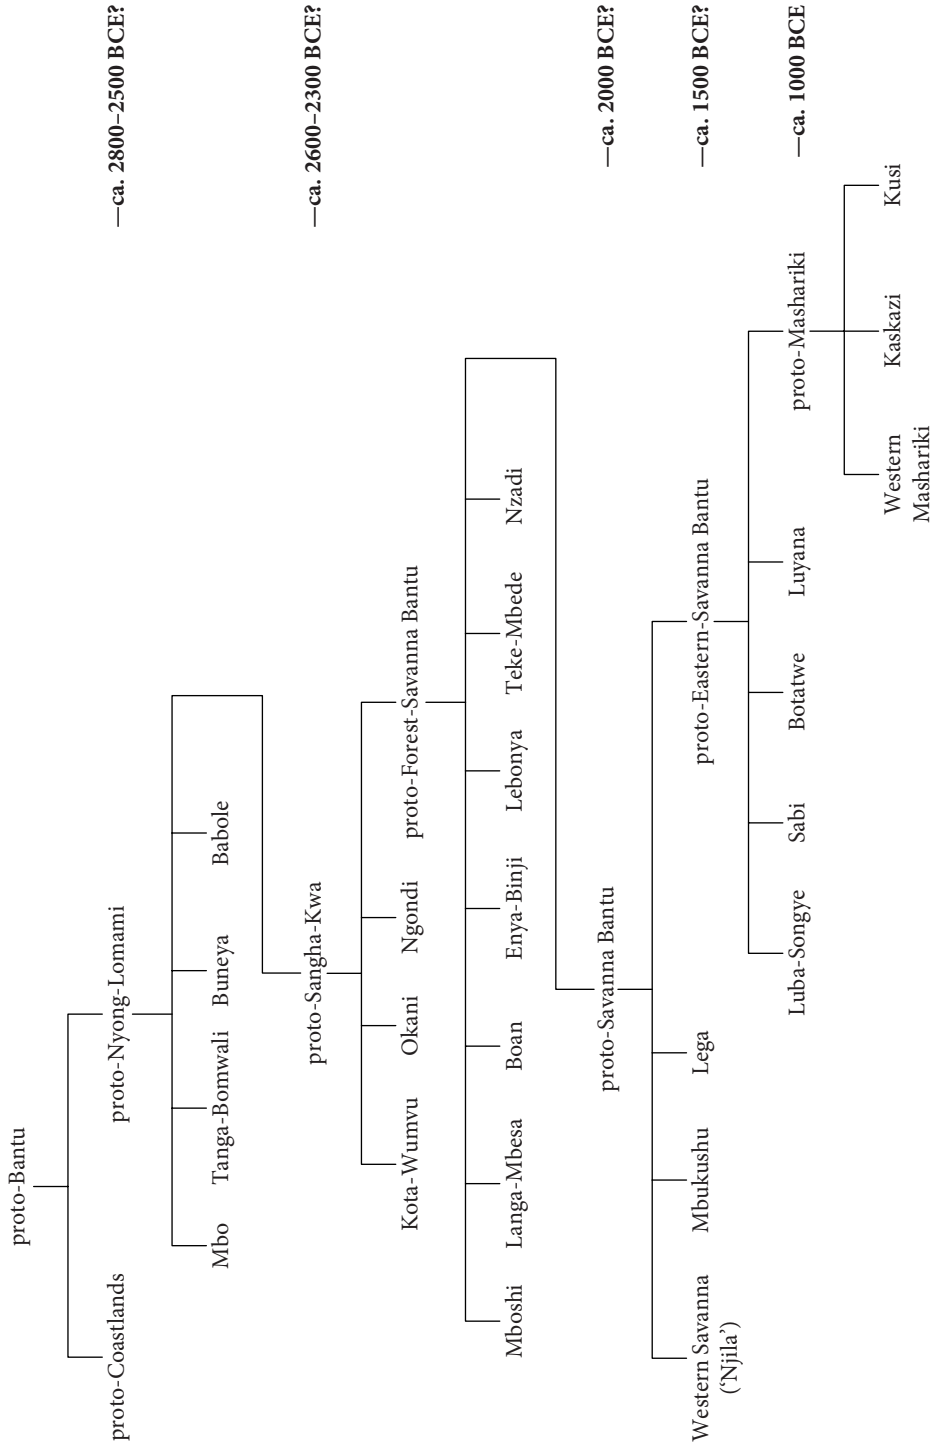 proto-Bantu
proto-Coastlands
proto-Nyong-Lomami
—ca. 2800–2500 BCE?
Mbo
Tanga-Bomwali
Buneya
Babole
proto-Sangha-Kwa
—ca. 2600–2300 BCE?
Kota-Wumvu
Okani
Ngondi
proto-Forest-Savanna Bantu
Mboshi
Langa-Mbesa
Boan
Enya-Binji
Lebonya
Teke-Mbede
Nzadi
proto-Savanna Bantu
—ca. 2000 BCE?
Western Savanna
(‘Njila’)
Mbukushu
Lega
proto-Eastern-Savanna Bantu
—ca. 1500 BCE?
Luba-Songye
Sabi
Botatwe
Luyana
proto-Mashariki
—ca. 1000 BCE
Western
Mashariki
Kaskazi
Kusi